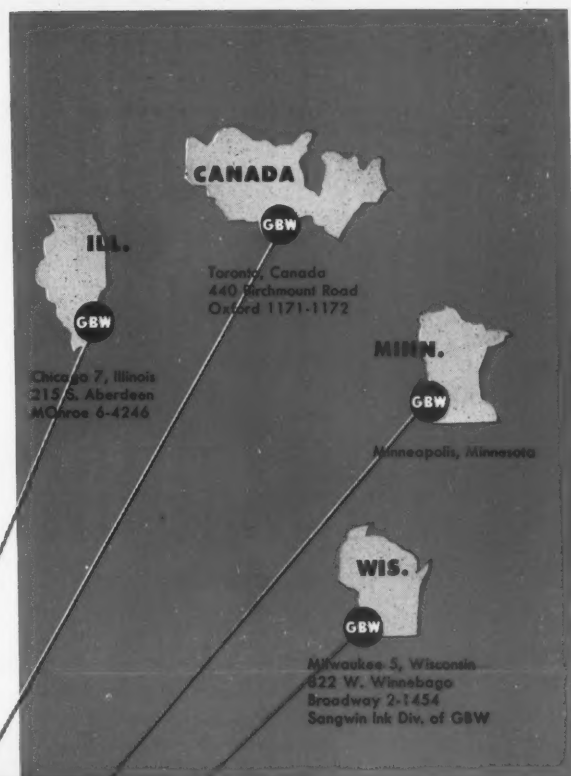 CANADA
GBW
Toronto, Canada
440 Birchmount Road
Oxford 1171-1172
ILL.
GBW
Chicago 7, Illinois
215 S. Aberdeen
MOnroe 6-4246
MINN.
GBW
Minneapolis, Minnesota
WIS.
GBW
Milwaukee 5, Wisconsin
822 W. Winnebago
Broadway 2-1454
Sangwin Ink Div. of GBW